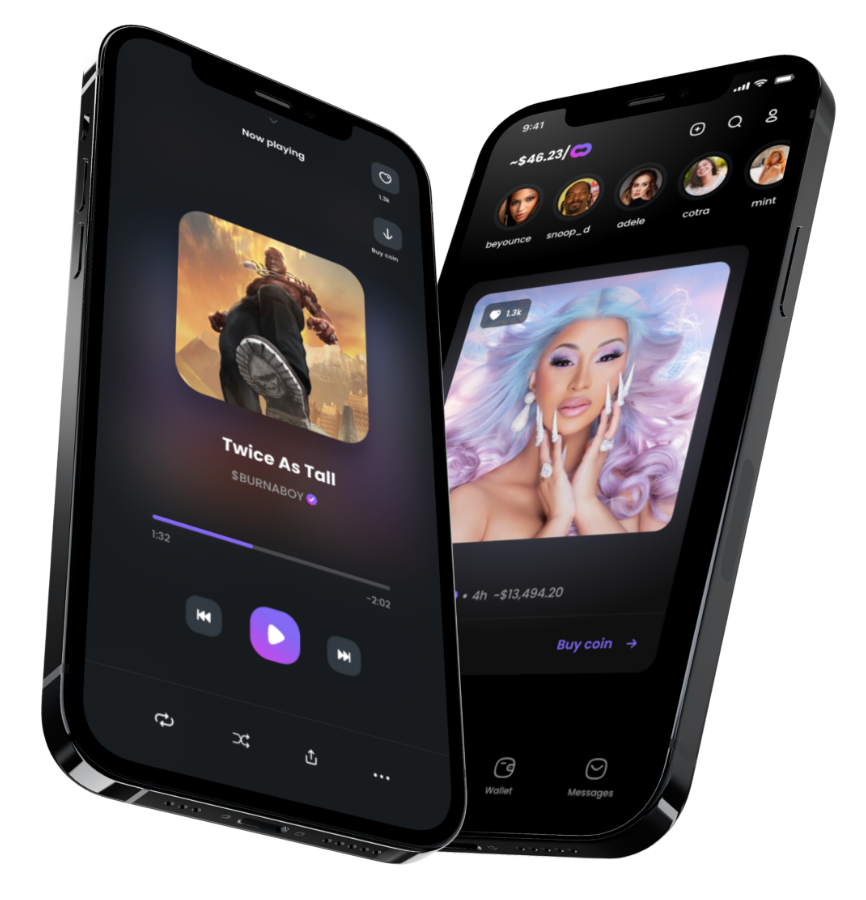 Now playing
1.3k
Buy coin
Twice As Tall
$BURNABOY
1:32
-2:02
9:41
~$46.23/
beyounce
snoop_d
adele
cotra
mint
1.3k
• 4h ~$13,494.20
Buy coin
Wallet
Messages